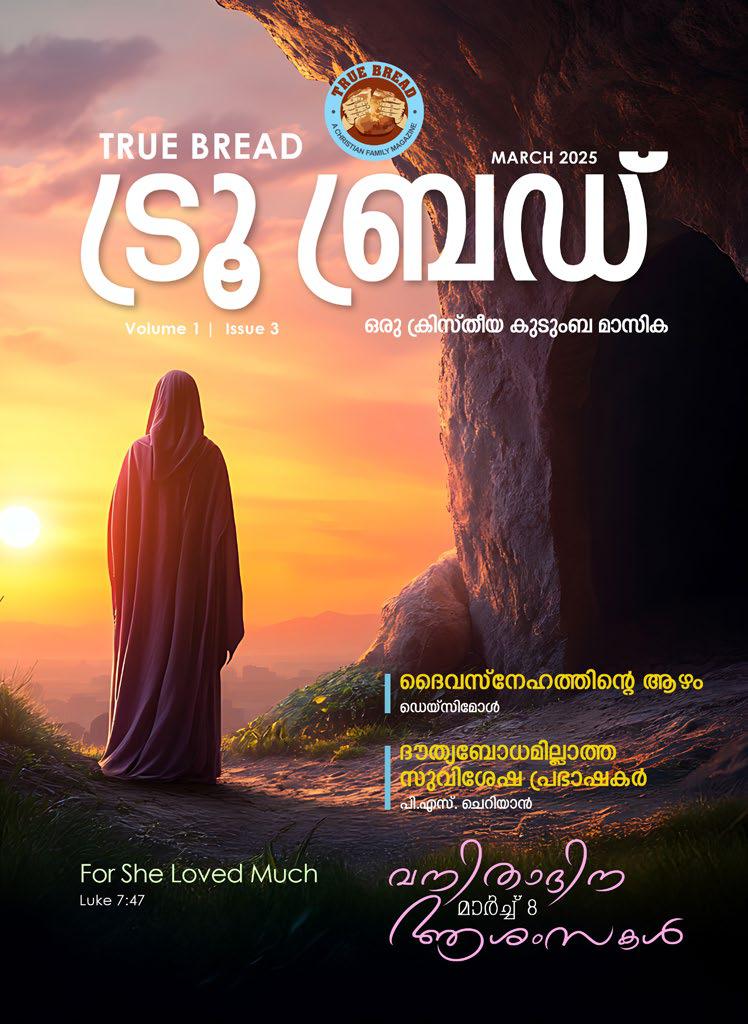 TRUE BREAD
A CHRISTIAN FAMILY MAGAZINE
TRUE BREAD
MARCH 2025
ട്രൂ ബ്രഡ്
Volume 1 | Issue 3
ഒരു ക്രിസ്തീയ കുടുംബ മാസിക
ദൈവസ്നേഹത്തിന്റെ ആഴം
ഡെയ്സിമോൾ
ദൗത്യബോധമില്ലാത്ത
സുവിശേഷ പ്രഭാഷകർ
പി.എസ്. ചെറിയാൻ
For She Loved Much
Luke 7:47
വനിതാദിന
മാർച്ച് 8
ആശംസകൾ